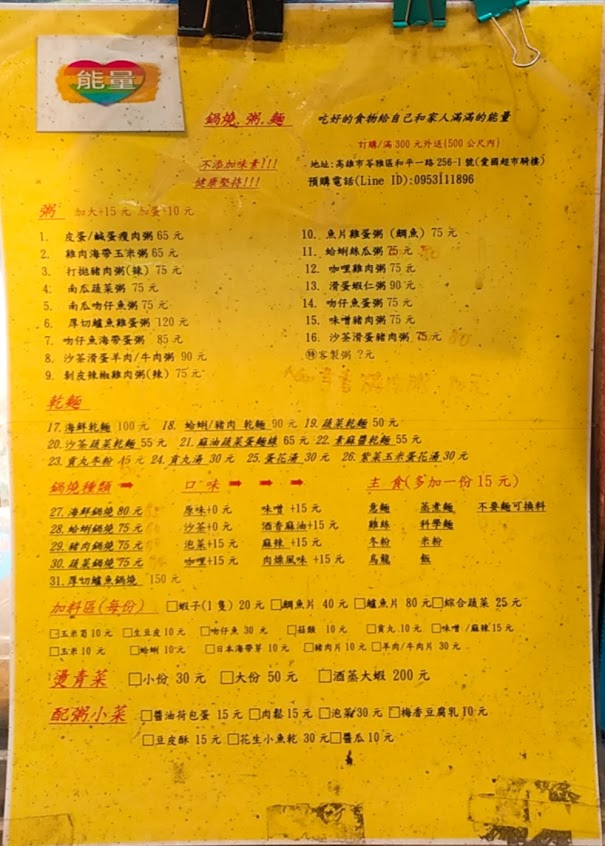 能量
鍋燒.粥.麵 吃好的食物給自己和家人滿滿的能量
訂購/滿300元外送(500公尺內)
不添加味素!!! 地址:高雄市苓雅區和平一路256-1號(愛國超市騎樓)
健康堅持!!! 預購電話(Line ID):0953111896
粥 加大+15元 加蛋+10元
1. 皮蛋/鹹蛋瘦肉粥 65元
2. 雞肉海帶玉米粥 65元
3. 打拋豬肉粥(辣) 75元
4. 南瓜蔬菜粥 75元
5. 南瓜吻仔魚粥 75元
6. 厚切鱸魚雞蛋粥 120元
7. 吻仔魚海帶蛋粥 85元
8. 沙茶滑蛋羊肉/牛肉粥 90元
9. 剝皮辣椒雞肉粥(辣) 75元
10. 魚片雞蛋粥 (鯛魚) 75元
11. 蛤蜊絲瓜粥 75元 80
12. 咖哩雞肉粥 75元
13. 滑蛋蝦仁粥 90元
14. 吻仔魚蛋粥 75元
15. 味噌豬肉粥 75元
16. 沙茶滑蛋豬肉粥 75元 80
㊕客製粥 ?元
乾麵
17.海鮮乾麵 100元 18. 蛤蜊/豬肉 乾麵 90元 19.蔬菜乾麵 50元
20.沙茶蔬菜乾麵 55元 21.麻油蔬菜蛋麵線 65元 22.素麻醬乾麵 55元
23.貢丸冬粉 45元 24.貢丸湯 30元 25.蛋花湯 30元 26.紫菜玉米蛋花湯 30元
鍋燒種類 ➡ 口 味 ➡ ➡ ➡ 主 食(多加一份15元)
27.海鮮鍋燒 80元 原味+0元 味噌 +15元 意麵 蒸煮麵 不要麵可換料
28.蛤蜊鍋燒 75元 沙茶+0元 酒香麻油+15元 雞絲 科學麵
29.豬肉鍋燒 75元 泡菜+15元 麻辣 +15元 冬粉 米粉
30.蔬菜鍋燒 75元 咖哩+15元 肉燥風味 +15元 烏龍 飯
31.厚切鱸魚鍋燒 150元
加料區(每份) □蝦子(1隻) 20元 □鯛魚片 40元 □鱸魚片 80元 □綜合蔬菜 25元
□玉米筍 10元 □生豆皮 10元 □吻仔魚 30元 □菇類 10元 □貢丸 10元 □味噌/麻辣 15元
□玉米 10元 □蛤蜊 10元 □日本海帶芽 10元 □豬肉片 10元 □羊肉/牛肉片 30元
燙青菜 □小份 30元 □大份 50元 □酒蒸大蝦 200元
配粥小菜 □醬油荷包蛋 15元 □肉鬆 15元 □泡菜 30元 □梅香豆腐乳 10元
□豆皮酥 15元 □花生小魚乾 30元 □醬瓜 10元